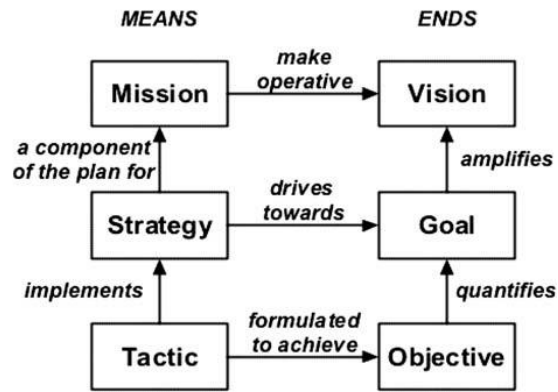 MEANS
ENDS
Mission
make
operative
Vision
a component
of the plan for
amplifies
Strategy
drives
towards
Goal
implements
quantifies
Tactic
formulated
to achieve
Objective